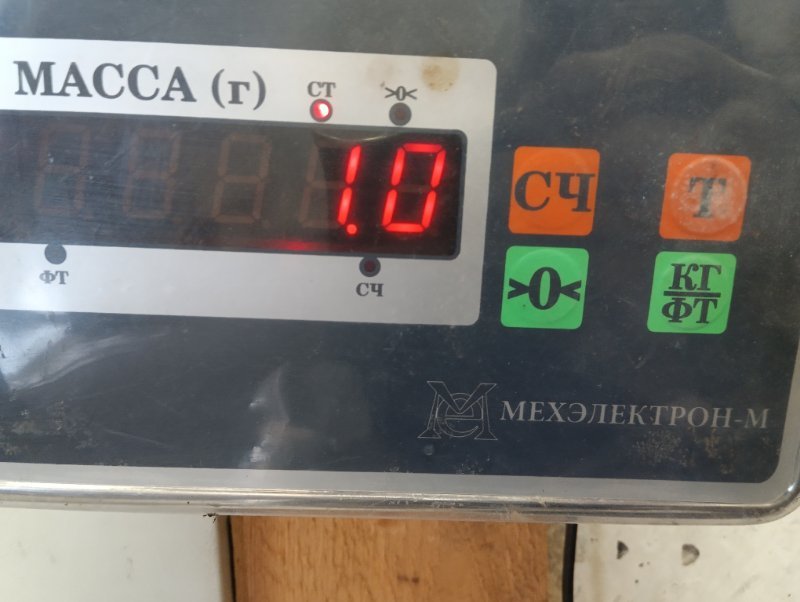 МАССА (г)
СТ
>0<
1.0
ФТ
СЧ
СЧ
Т
>0<
КГ
ФТ
МЕХЭЛЕКТРОН-М